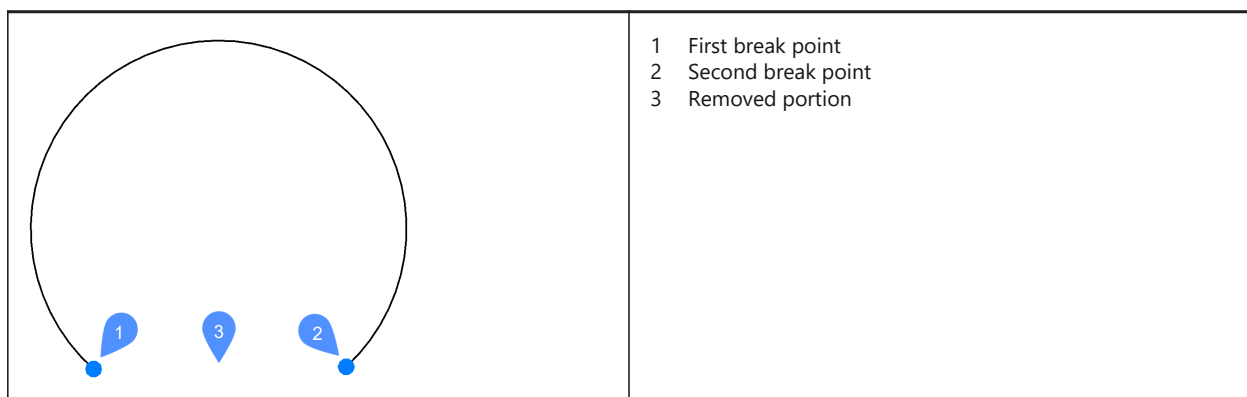 1 First break point
2 Second break point
3 Removed portion
1 3 2